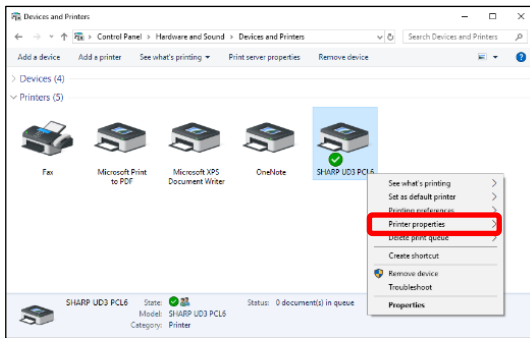 Devices and Printers
Control Panel > Hardware and Sound > Devices and Printers
Search Devices and Printers
Add a device Add a printer See what's printing Print server properties Remove device
Devices (4)
Printers (5)
Fax
Microsoft Print to PDF
Microsoft XPS Document Writer
OneNote
SHARP UD3 PCL6
See what's printing
Set as default printer
Printing preferences
Printer properties
Delete print queue
Create shortcut
Remove device
Troubleshoot
Properties
SHARP UD3 PCL6 State: Status: 0 document(s) in queue
Model: SHARP UD3 PCL6
Category: Printer